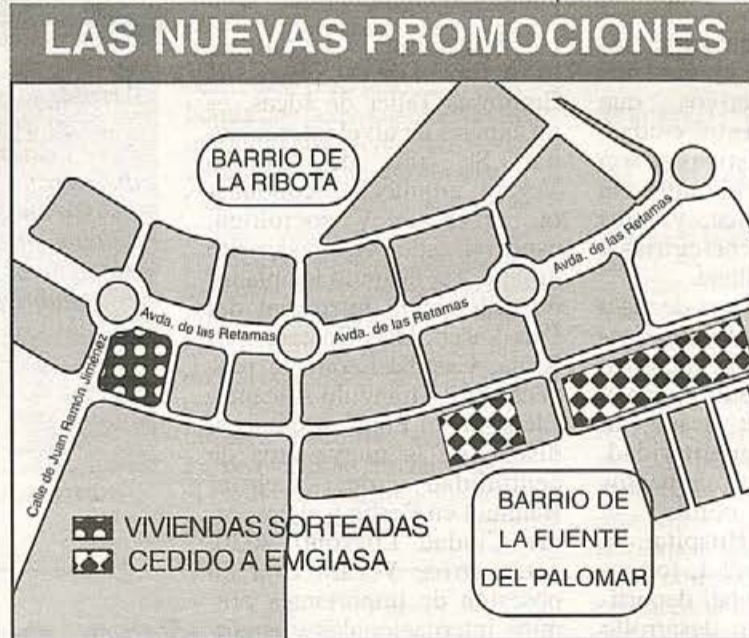 LAS NUEVAS PROMOCIONES
BARRIO DE
LA RIBOTA
Avda. de las Retamas
Avda. de las Retamas
Avda. de las Retamas
Calle de Juan Ramón Jiménez
VIVIENDAS SORTEADAS
CEDIDO A EMGIASA
BARRIO DE
LA FUENTE
DEL PALOMAR